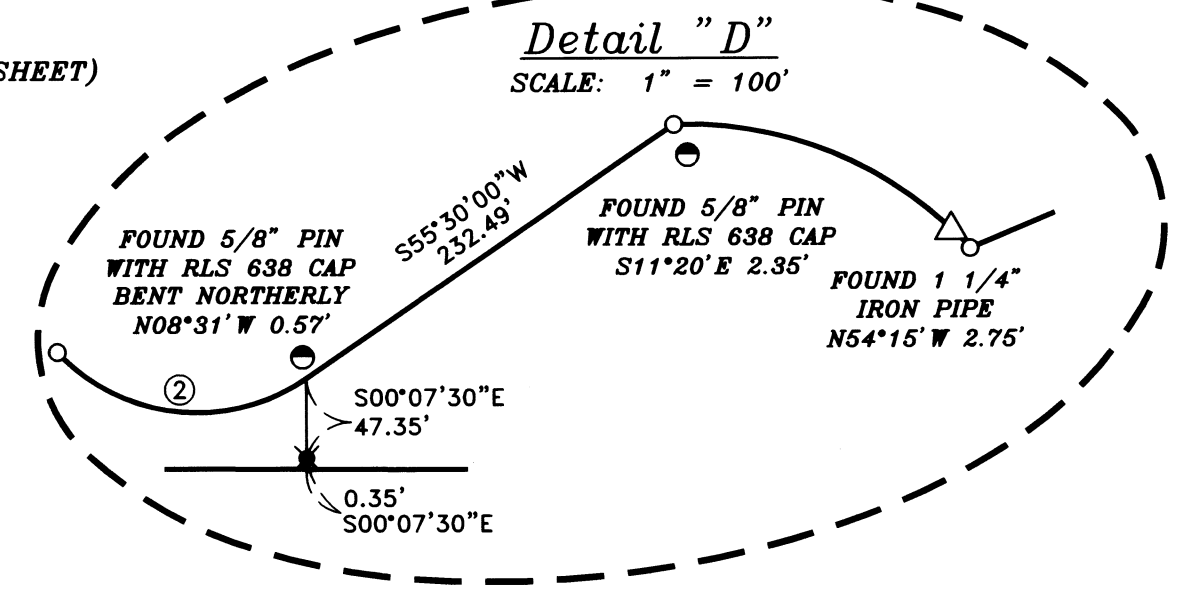 SHEET)
Detail "D"
SCALE: 1" = 100'
S55°30'00"W
232.49'
FOUND 5/8" PIN
WITH RLS 638 CAP
BENT NORTHERLY
N08°31'W 0.57'
FOUND 5/8" PIN
WITH RLS 638 CAP
S11°20'E 2.35'
FOUND 1 1/4"
IRON PIPE
N54°15'W 2.75'
2
S00°07'30"E
47.35'
0.35'
S00°07'30"E